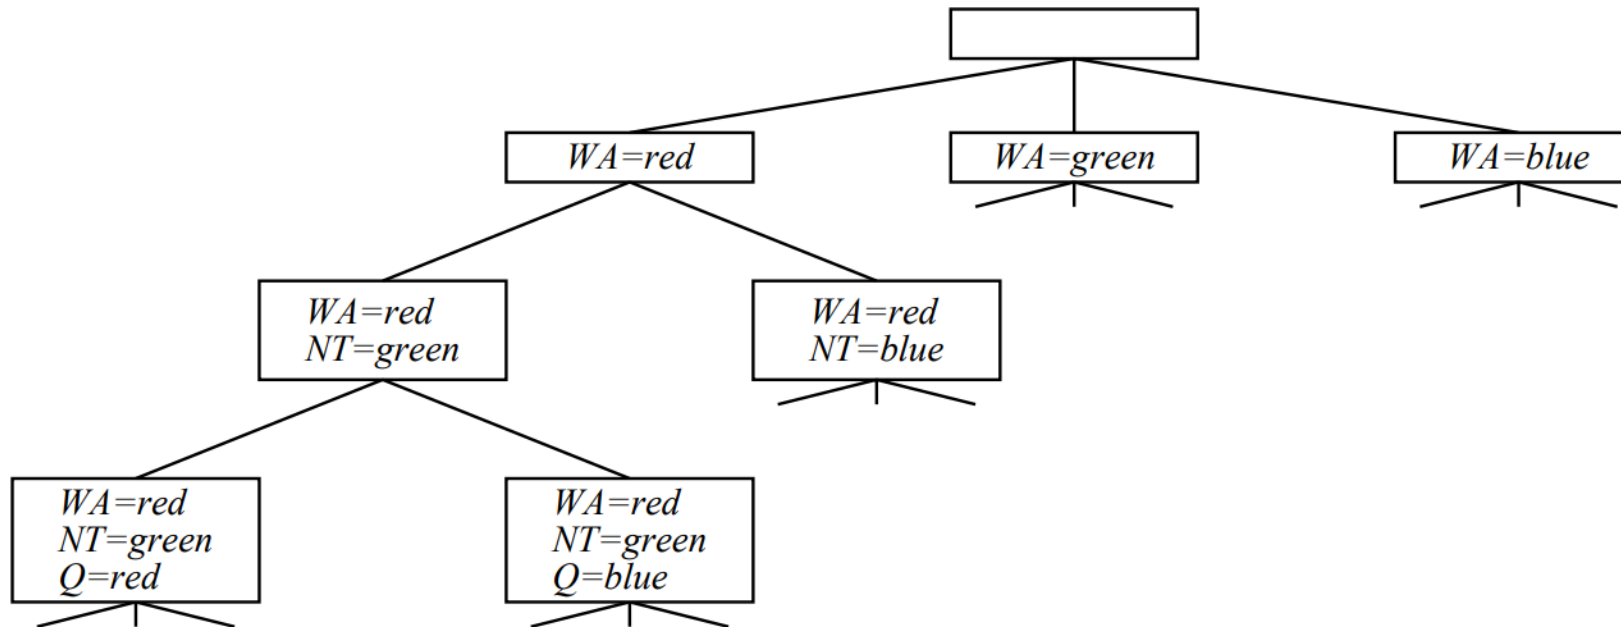 WA=red
WA=green
WA=blue
WA=red
NT=green
WA=red
NT=blue
WA=red
NT=green
Q=red
WA=red
NT=green
Q=blue